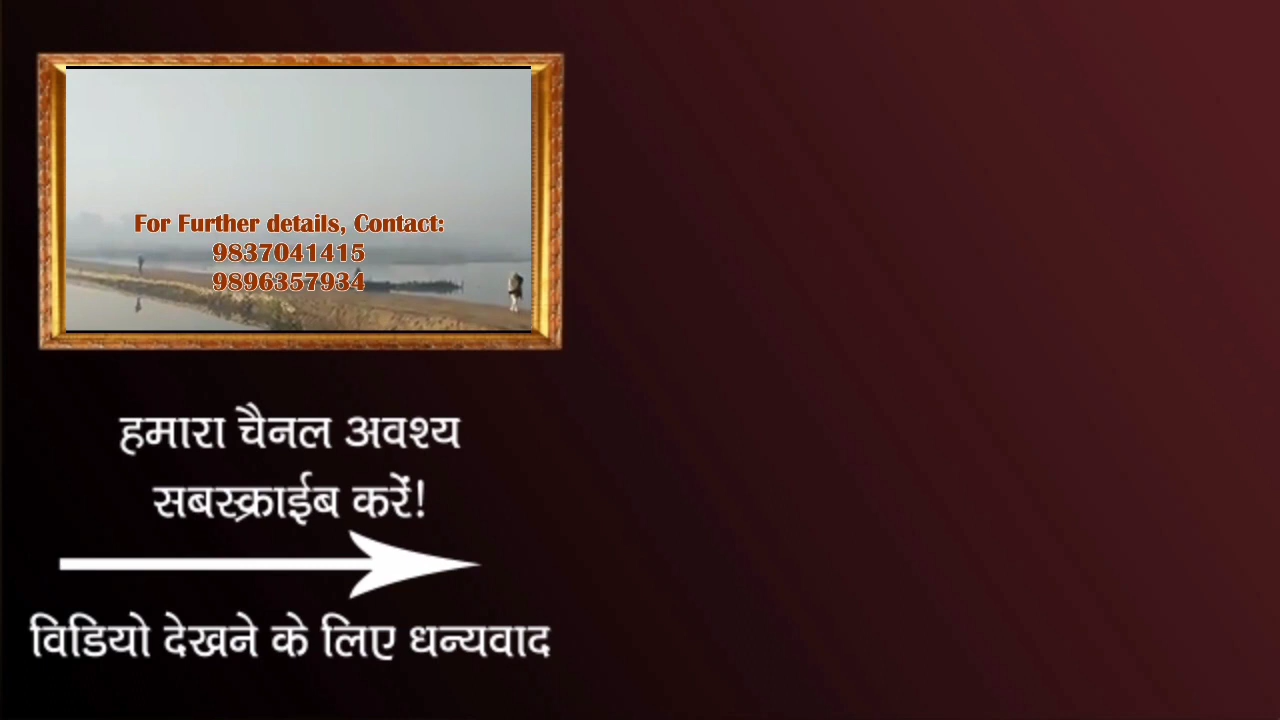 For Further details, Contact:
9837041415
9896357934
हमारा चैनल अवश्य
सबस्क्राईब करें!
विडियो देखने के लिए धन्यवाद